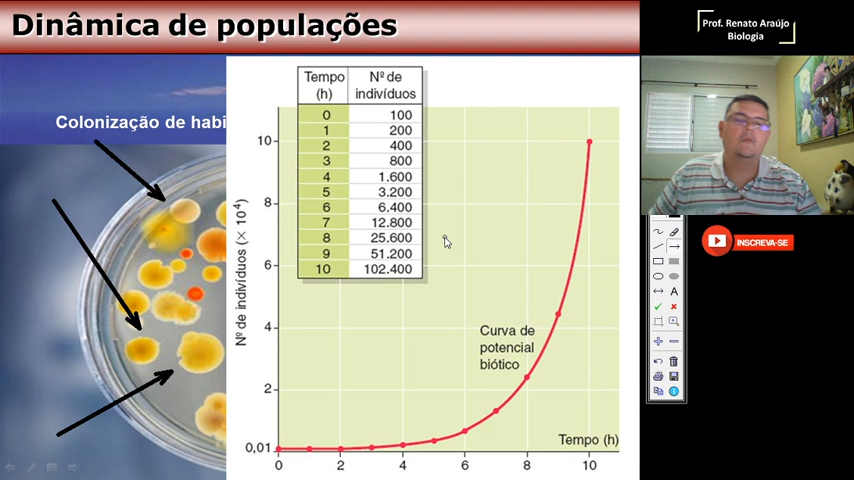 Dinâmica de populações
Prof. Renato Araújo
Biologia
Colonização de habi
Tempo (h) Nº de indivíduos
0 100
1 200
2 400
3 800
4 1.600
5 3.200
6 6.400
7 12.800
8 25.600
9 51.200
10 102.400
Nº de indivíduos (× 10⁴)
10
8
6
4
2
0,01
Curva de
potencial
biótico
Tempo (h)
0 2 4 6 8 10
INSCREVA-SE
A